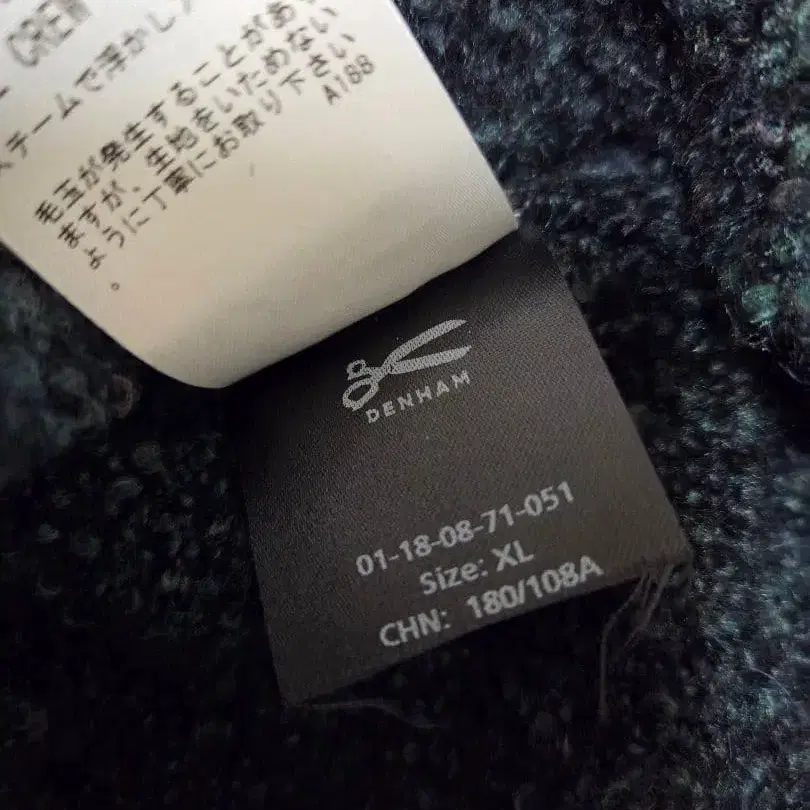 CREW
スチームで浮かし
毛玉が発生することがあり
ますが、生地をいためない
ように丁寧にお取り下さい
。
A188
DENHAM
01-18-08-71-051
Size: XL
CHN: 180/108A